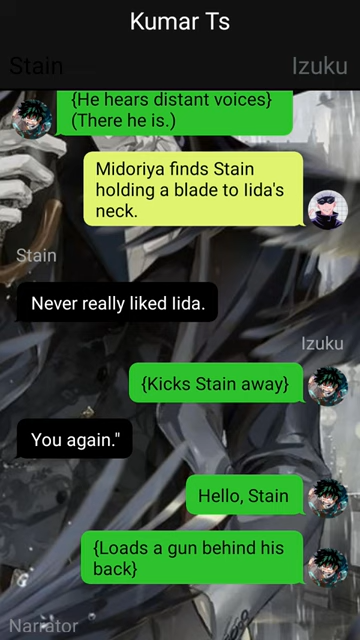 Kumar Ts
Stain
Izuku
{He hears distant voices}
(There he is.)
Midoriya finds Stain
holding a blade to Iida's
neck.
Stain
Never really liked Iida.
Izuku
{Kicks Stain away}
You again."
Hello, Stain
{Loads a gun behind his
back}
Narrator